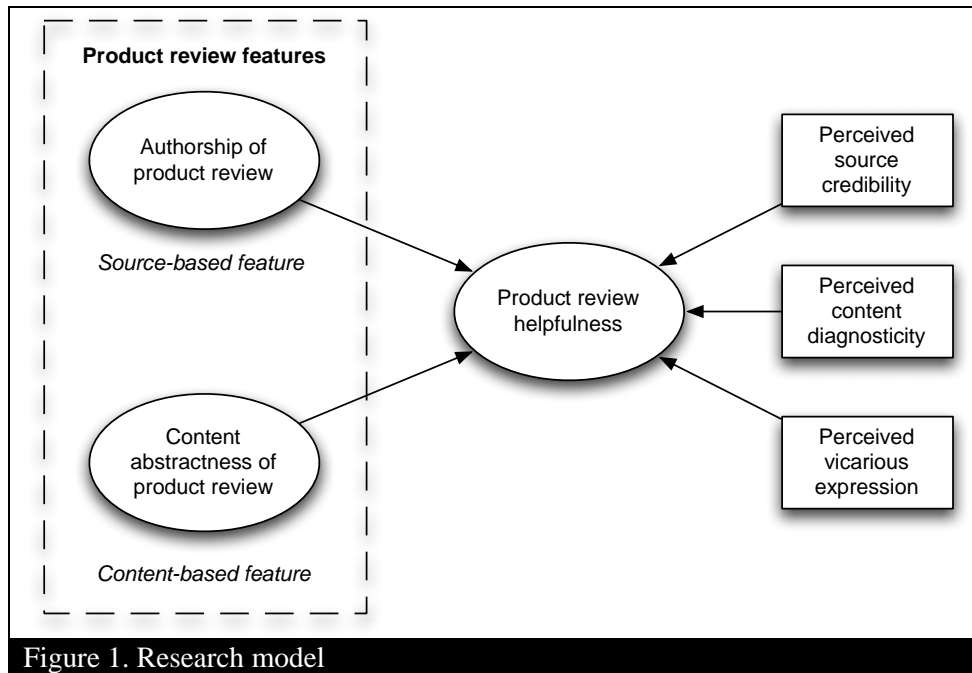 Product review features
Authorship of
product review
Source-based feature
Content
abstractness of
product review
Content-based feature
Product review
helpfulness
Perceived
source
credibility
Perceived
content
diagnosticity
Perceived
vicarious
expression
Figure 1. Research model